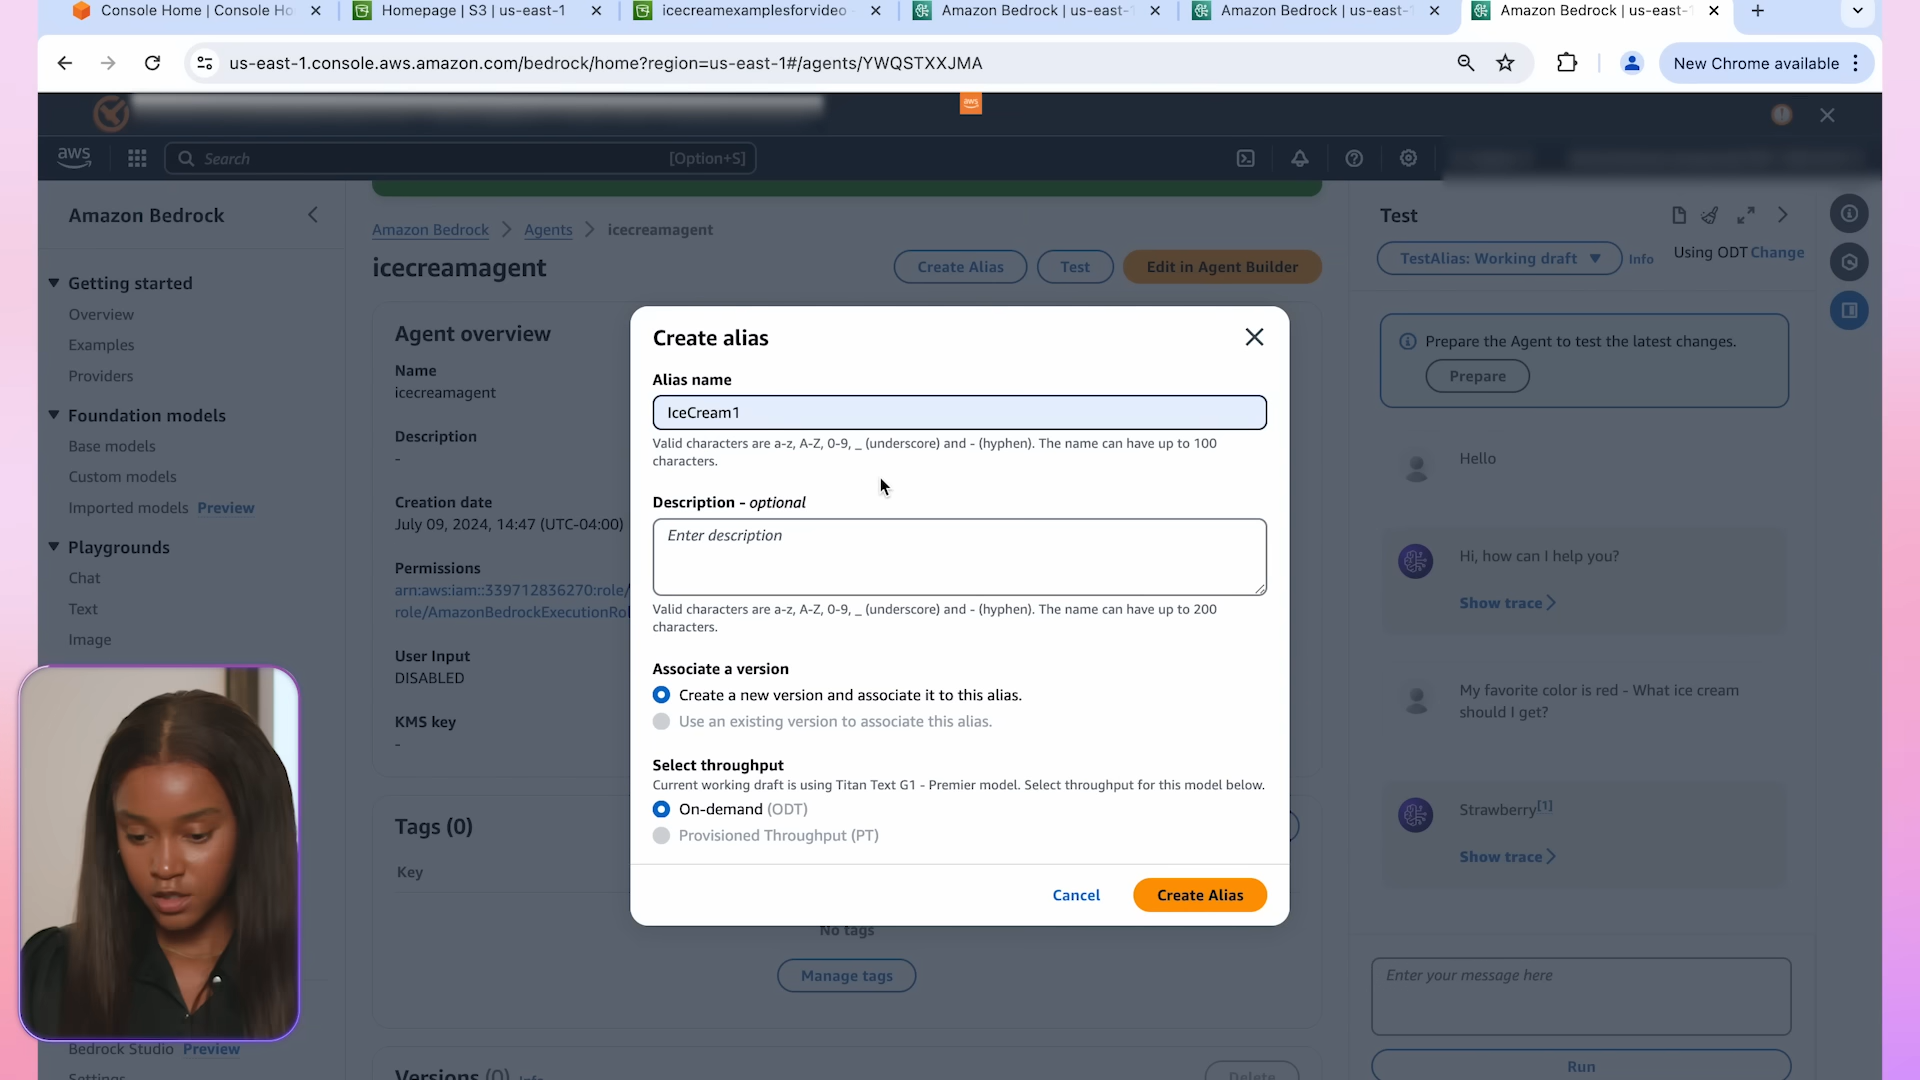 Console Home | Console Ho
Homepage | S3 | us-east-1
icecreamexamplesforvideo
Amazon Bedrock | us-east-1
Amazon Bedrock | us-east-1
Amazon Bedrock | us-east-1
us-east-1.console.aws.amazon.com/bedrock/home?region=us-east-1#/agents/YWQSTXXJMA
New Chrome available
aws
aws
Search
[Option+S]
Amazon Bedrock
Getting started
Overview
Examples
Providers
Foundation models
Base models
Custom models
Imported models Preview
Playgrounds
Chat
Text
Image
Bedrock Studio Preview
Settings
Amazon Bedrock > Agents > icecreamagent
icecreamagent
Create Alias
Test
Edit in Agent Builder
Agent overview
Name
icecreamagent
Description
-
Creation date
July 09, 2024, 14:47 (UTC-04:00)
Permissions
arn:aws:iam::339712836270:role/
role/AmazonBedrockExecutionRol
User Input
DISABLED
KMS key
-
Tags (0)
Key
No tags
Manage tags
Versions (0) Info
Delete
Create alias
Alias name
IceCream1
Valid characters are a-z, A-Z, 0-9, _ (underscore) and - (hyphen). The name can have up to 100
characters.
Description - optional
Enter description
Valid characters are a-z, A-Z, 0-9, _ (underscore) and - (hyphen). The name can have up to 200
characters.
Associate a version
Create a new version and associate it to this alias.
Use an existing version to associate this alias.
Select throughput
Current working draft is using Titan Text G1 - Premier model. Select throughput for this model below.
On-demand (ODT)
Provisioned Throughput (PT)
Cancel
Create Alias
Test
TestAlias: Working draft
Info
Using ODT Change
Prepare the Agent to test the latest changes.
Prepare
Hello
Hi, how can I help you?
Show trace
My favorite color is red - What ice cream
should I get?
Strawberry[1]
Show trace
Enter your message here
Run